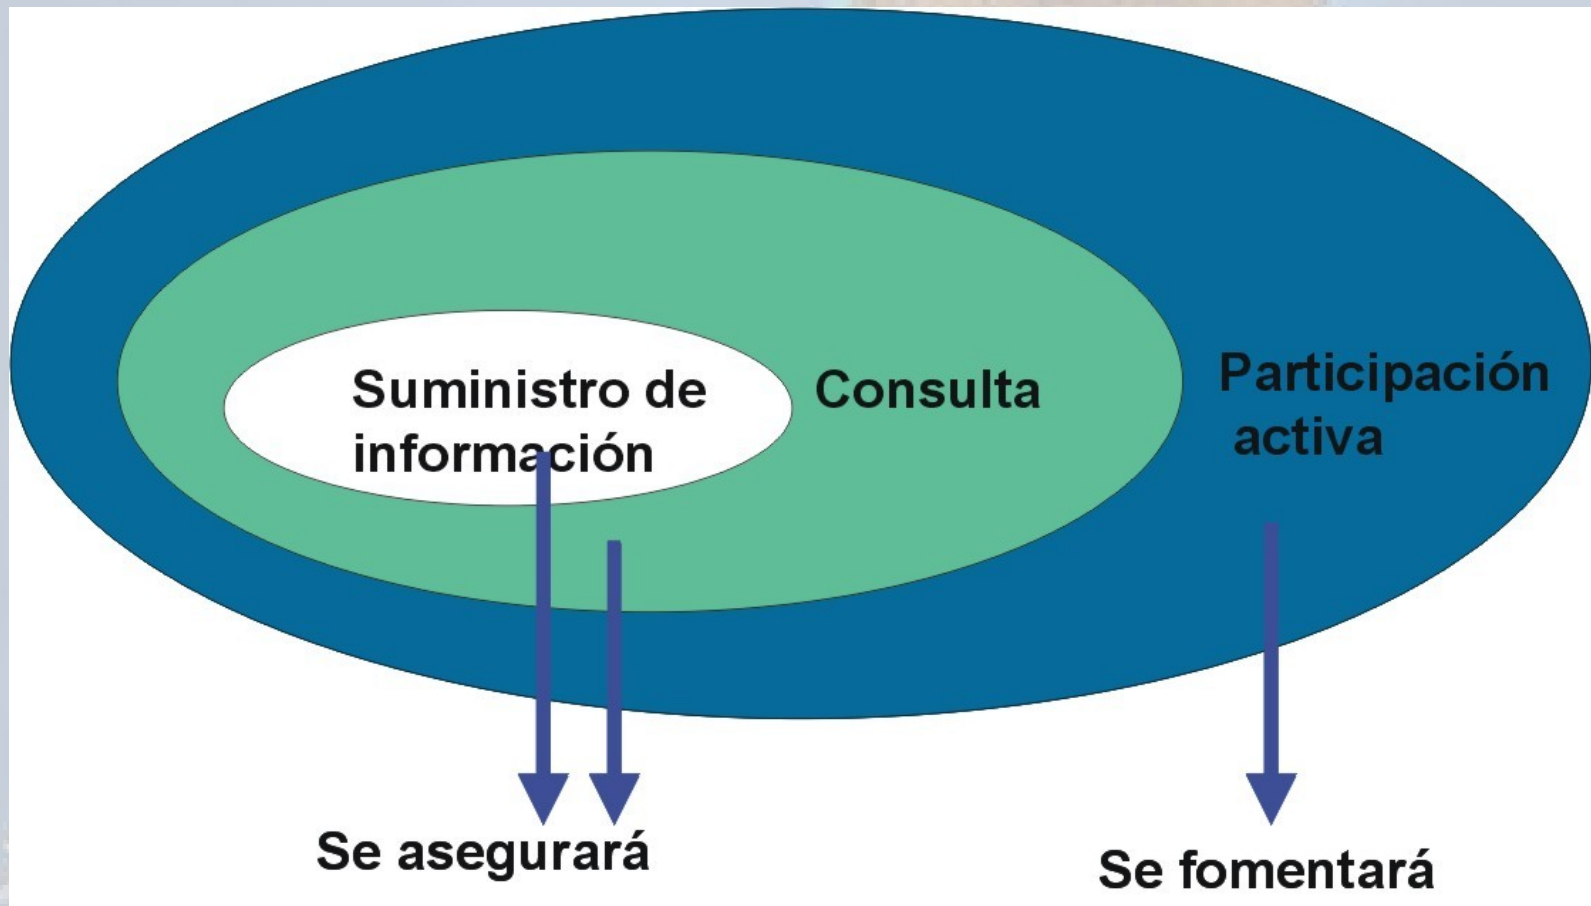 Suministro de
información
Consulta
Participación
activa
Se asegurará
Se fomentará